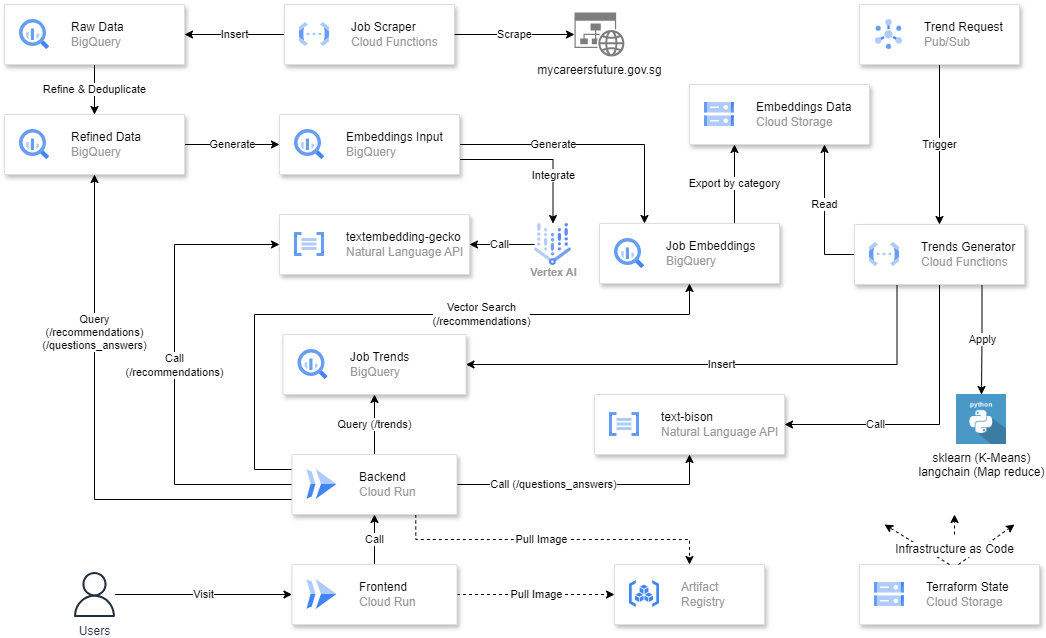 Raw Data
BigQuery
Insert
Job Scraper
Cloud Functions
Scrape
mycareersfuture.gov.sg
Trend Request
Pub/Sub
Refine & Deduplicate
Refined Data
BigQuery
Generate
Embeddings Input
BigQuery
Generate
Integrate
Embeddings Data
Cloud Storage
Trigger
Export by category
Read
textembedding-gecko
Natural Language API
Call
Vertex AI
Job Embeddings
BigQuery
Trends Generator
Cloud Functions
Query
(/recommendations)
(/questions_answers)
Call
(/recommendations)
Vector Search
(/recommendations)
Job Trends
BigQuery
Insert
Apply
Query (/trends)
text-bison
Natural Language API
Call
python
sklearn (K-Means)
langchain (Map reduce)
Backend
Cloud Run
Call (/questions_answers)
Call
Pull Image
Infrastructure as Code
Users
Visit
Frontend
Cloud Run
Pull Image
Artifact
Registry
Terraform State
Cloud Storage